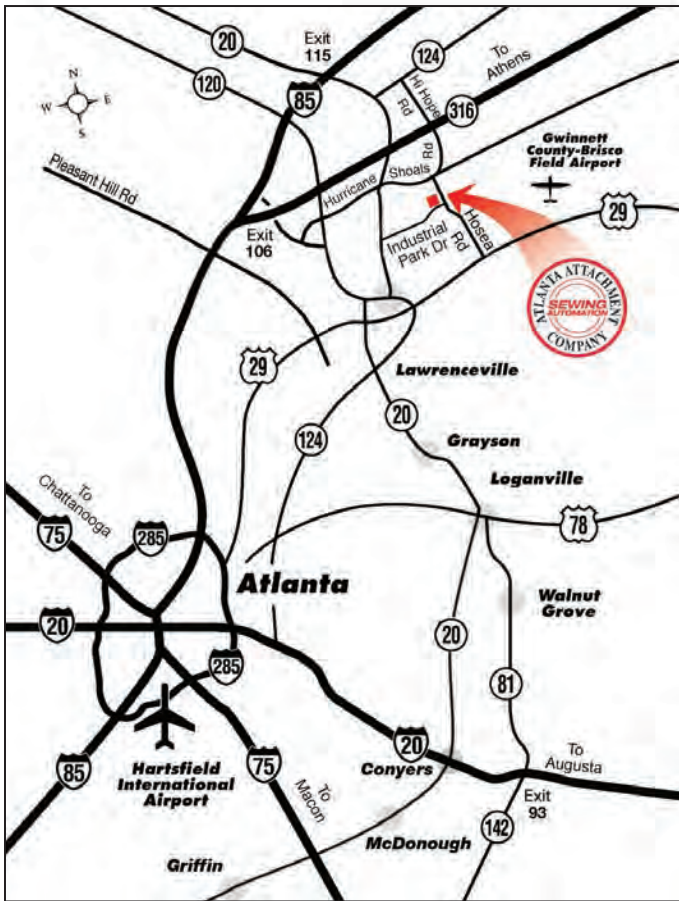 20
Exit
115
124
To
Athens
120
85
Hi Hope
Rd
316
N
W E
S
Rd
Gwinnett
County-Brisco
Field Airport
Pleasant Hill Rd
Hurricane
Shoals
29
Exit
106
Industrial
Park Dr
Hosea
Rd
ATLANTA ATTACHMENT
SEWING
AUTOMATION
COMPANY
29
Lawrenceville
20
124
Grayson
Loganville
To
Chattanooga
75
285
78
Atlanta
Walnut
Grove
20
20
285
81
20
Conyers
To
Augusta
Hartsfield
International
Airport
85
75
To
Macon
Exit
93
142
McDonough
Griffin